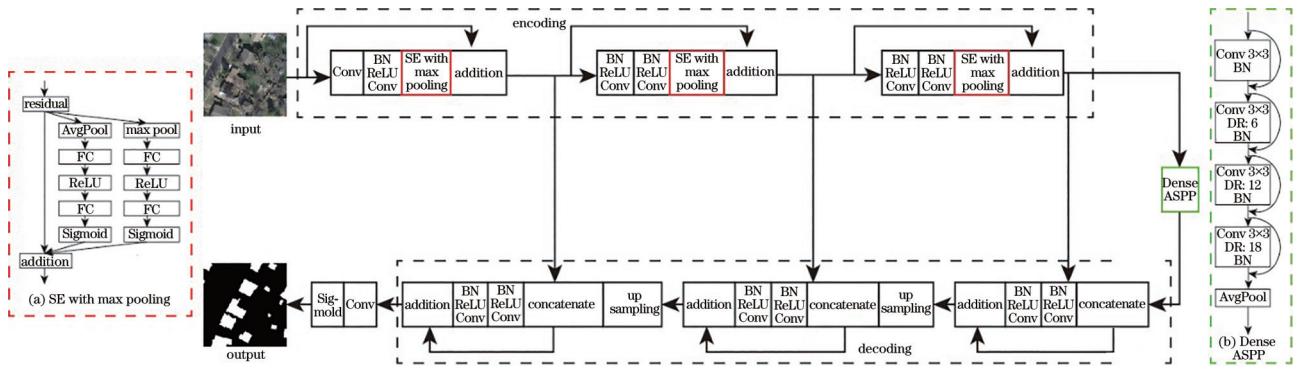 residual
AvgPool
max pool
FC
FC
ReLU
ReLU
FC
FC
Sigmoid
Sigmoid
addition
(a) SE with max pooling
input
encoding
Conv
BN
ReLU
Conv
SE with
max
pooling
addition
BN
ReLU
Conv
BN
ReLU
Conv
SE with
max
pooling
addition
BN
ReLU
Conv
BN
ReLU
Conv
SE with
max
pooling
addition
Dense
ASPP
output
Sig-
mold
Conv
addition
BN
ReLU
Conv
BN
ReLU
Conv
concatenate
up
sampling
addition
BN
ReLU
Conv
BN
ReLU
Conv
concatenate
up
sampling
addition
BN
ReLU
Conv
BN
ReLU
Conv
concatenate
decoding
Conv 3×3
BN
Conv 3×3
DR: 6
BN
Conv 3×3
DR: 12
BN
Conv 3×3
DR: 18
BN
AvgPool
(b) Dense
ASPP